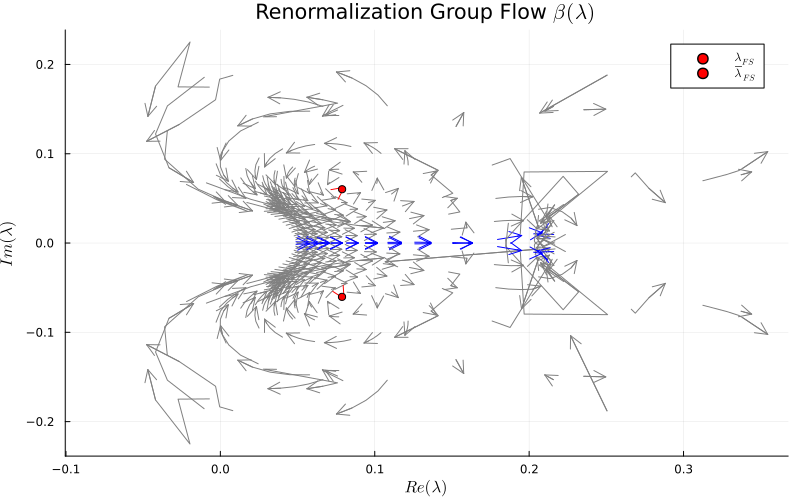 Renormalization Group Flow β(λ)
λ_FS
λ̅_FS
Im(λ)
0.2
0.1
0.0
−0.1
−0.2
−0.1
0.0
0.1
0.2
0.3
Re(λ)